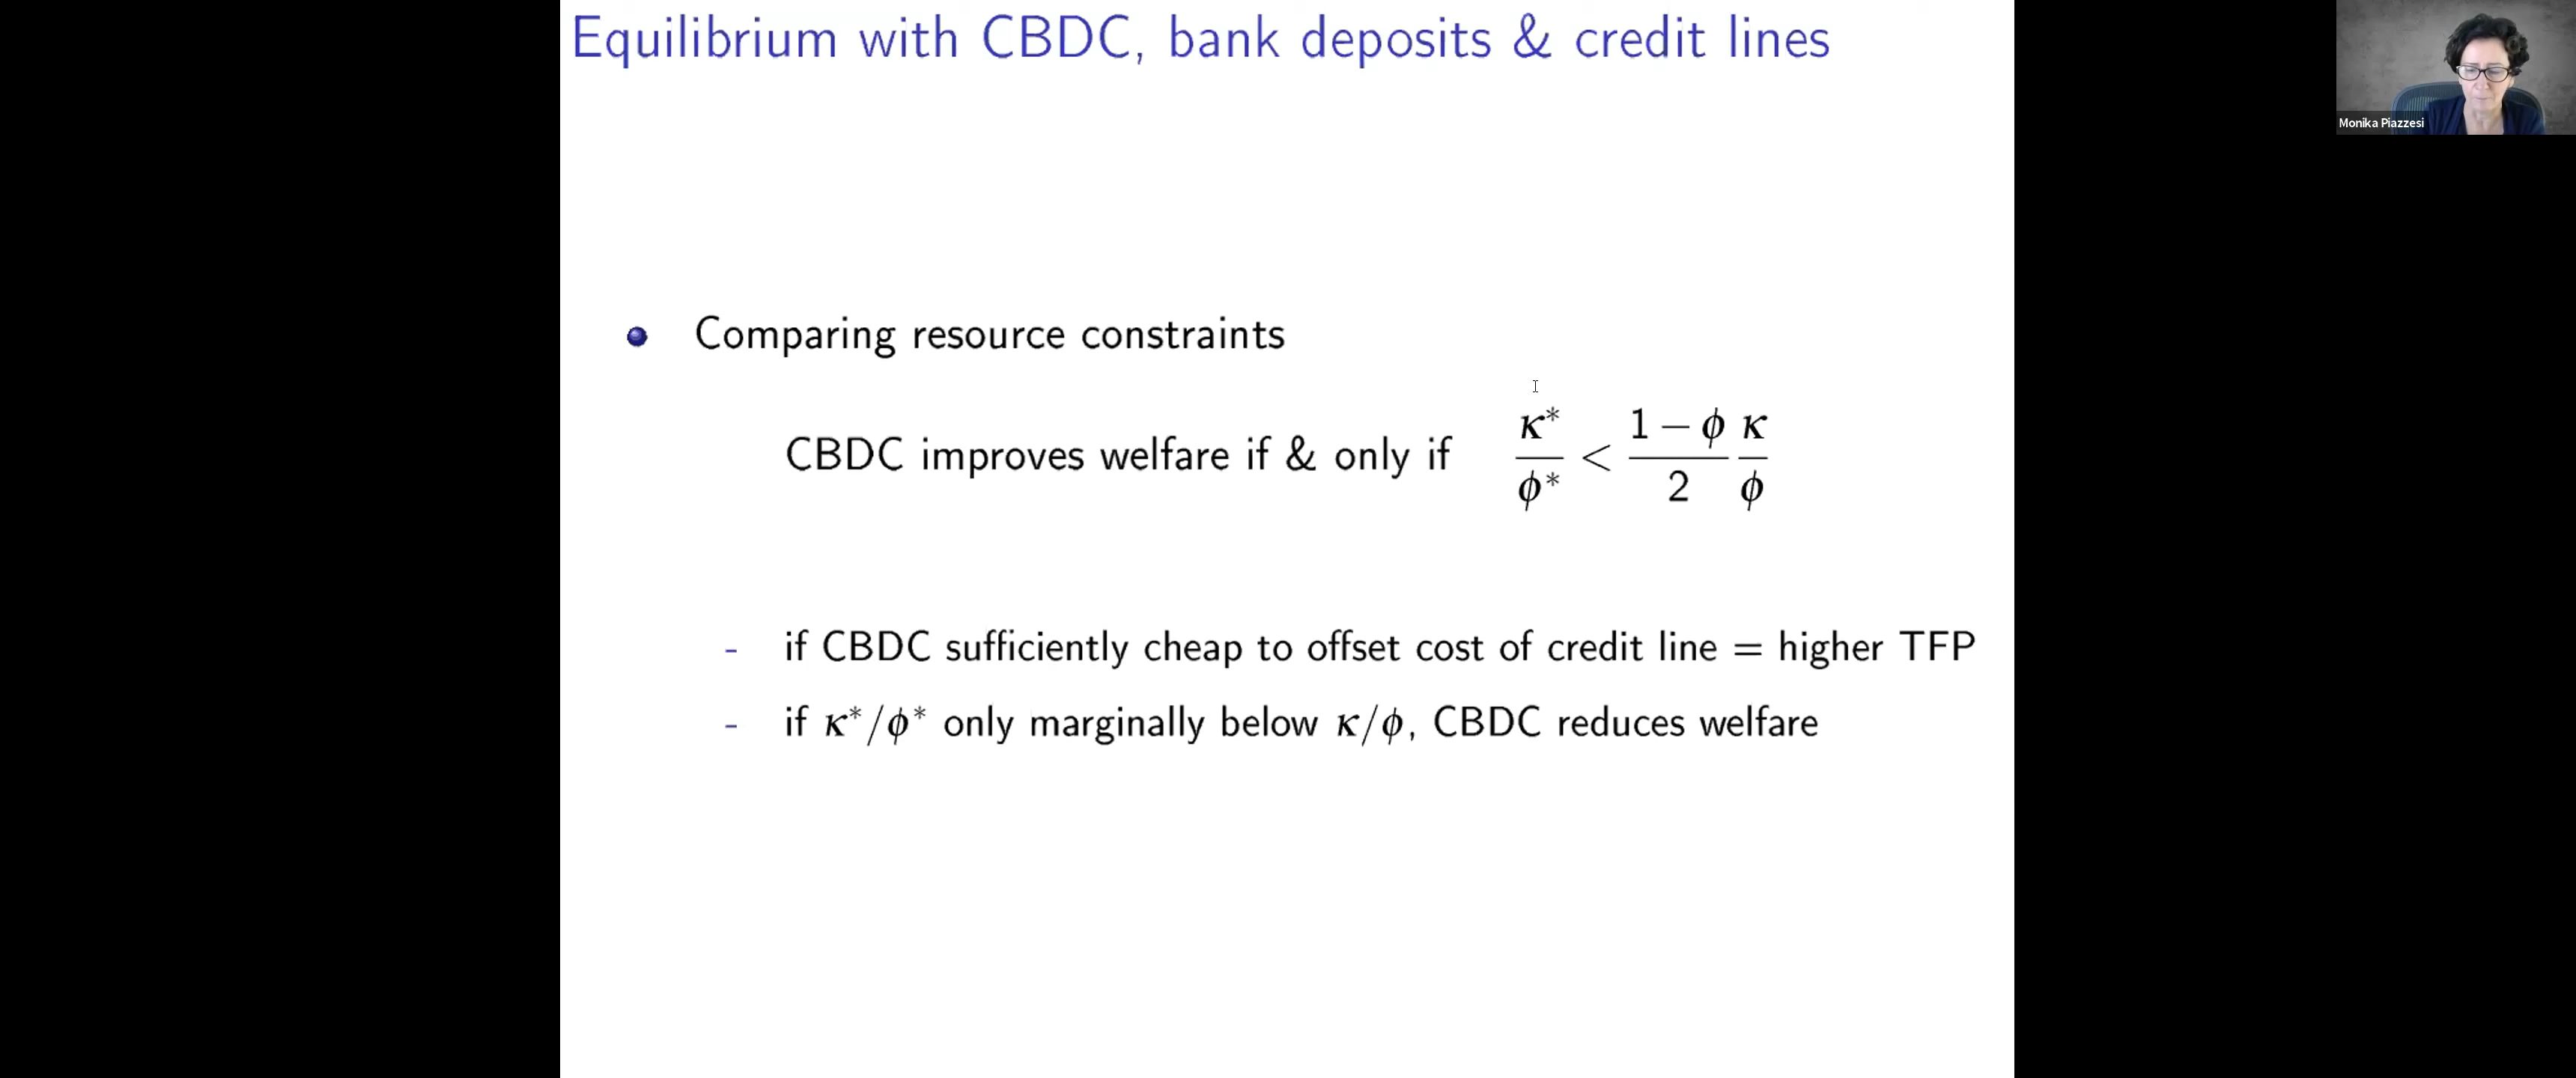 Equilibrium with CBDC, bank deposits & credit lines
Monika Piazzesi
Comparing resource constraints
CBDC improves welfare if & only if κ*/ϕ* < (1 − ϕ)/2 κ/ϕ
- if CBDC sufficiently cheap to offset cost of credit line = higher TFP
- if κ*/ϕ* only marginally below κ/ϕ, CBDC reduces welfare